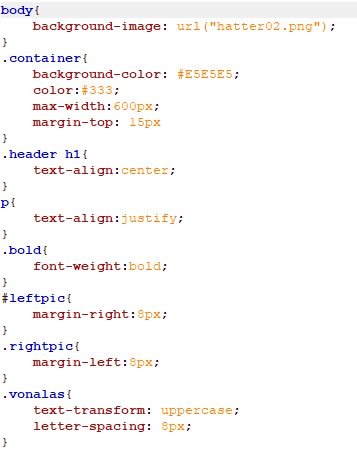 body{
    background-image: url("hatter02.png");
}
.container{
    background-color: #E5E5E5;
    color:#333;
    max-width:600px;
    margin-top: 15px
}
.header h1{
    text-align:center;
}
p{
    text-align:justify;
}
.bold{
    font-weight:bold;
}
#leftpic{
    margin-right:8px;
}
.rightpic{
    margin-left:8px;
}
.vonalas{
    text-transform: uppercase;
    letter-spacing: 8px;
}